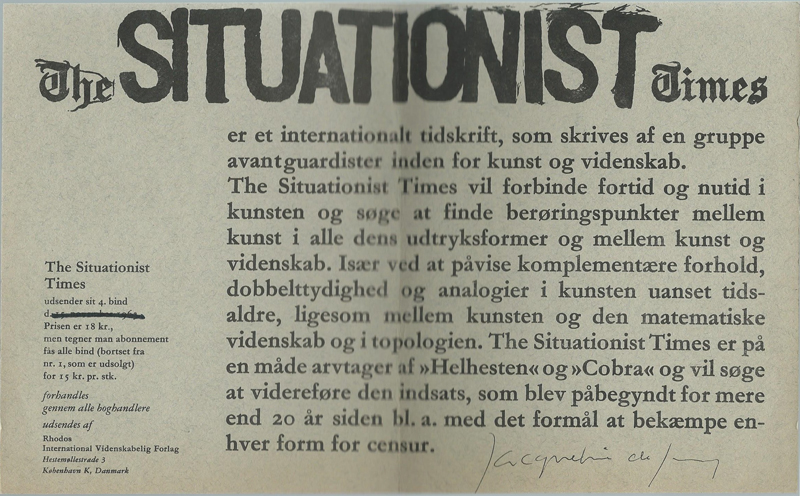 The SITUATIONIST Times
er et internationalt tidskrift, som skrives af en gruppe
avantguardister inden for kunst og videnskab.
The Situationist Times vil forbinde fortid og nutid i
kunsten og søge at finde berøringspunkter mellem
kunst i alle dens udtryksformer og mellem kunst og
videnskab. Især ved at påvise komplementære forhold,
dobbelttydighed og analogier i kunsten uanset tids-
aldre, ligesom mellem kunsten og den matematiske
videnskab og i topologien. The Situationist Times er på
en måde arvtager af »Helhesten« og »Cobra« og vil søge
at videreføre den indsats, som blev påbegyndt for mere
end 20 år siden bl. a. med det formål at bekæmpe en-
hver form for censur.
The Situationist
Times
udsender sit 4. bind
Prisen er 18 kr.,
men tegner man abonnement
fås alle bind (bortset fra
nr. 1, som er udsolgt)
for 15 kr. pr. stk.
forhandles
gennem alle boghandlere
udsendes af
Rhodos
International Videnskabelig Forlag
Hestemøllestræde 3
København K, Danmark
Jacqueline de Jong